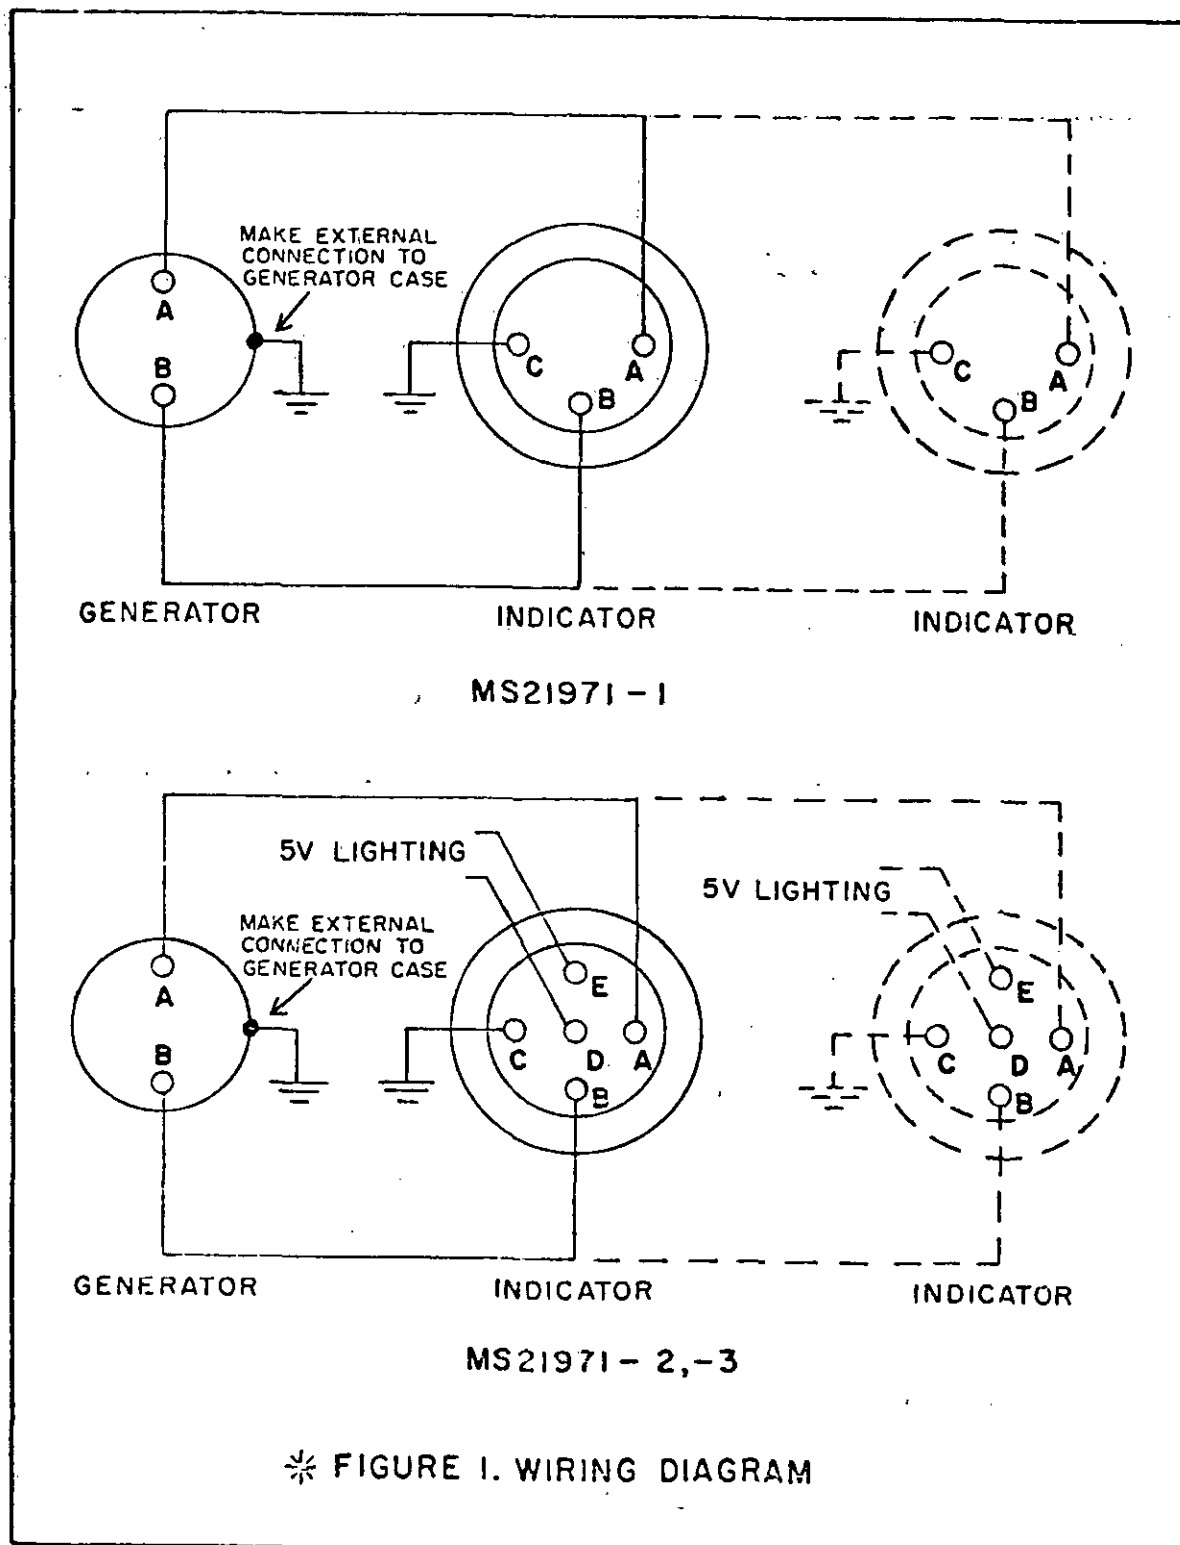 MAKE EXTERNAL
CONNECTION TO
GENERATOR CASE
A
B
C
A
B
C
A
B
GENERATOR
INDICATOR
INDICATOR
MS21971-1
5V LIGHTING
5V LIGHTING
MAKE EXTERNAL
CONNECTION TO
GENERATOR CASE
A
B
E
C
D
A
B
E
C
D
A
B
GENERATOR
INDICATOR
INDICATOR
MS21971-2,-3
* FIGURE 1. WIRING DIAGRAM